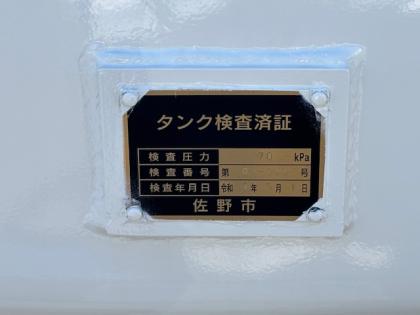 タンク検査済証
検査圧力 70 kPa
検査番号 第 号
検査年月日 令和 年 月 日
佐野市